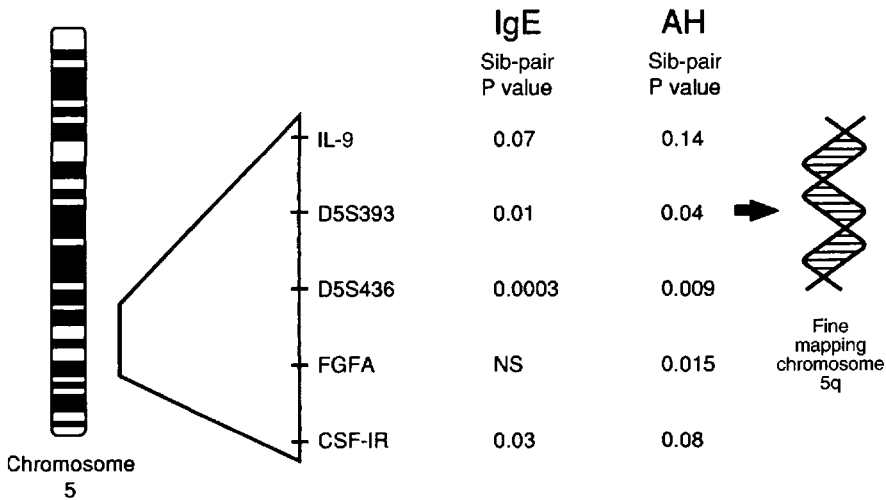 IgE AH
Sib-pair Sib-pair
P value P value
IL-9 0.07 0.14
D5S393 0.01 0.04
D5S436 0.0003 0.009
FGFA NS 0.015
CSF-IR 0.03 0.08
Fine
mapping
chromosome
5q
Chromosome
5